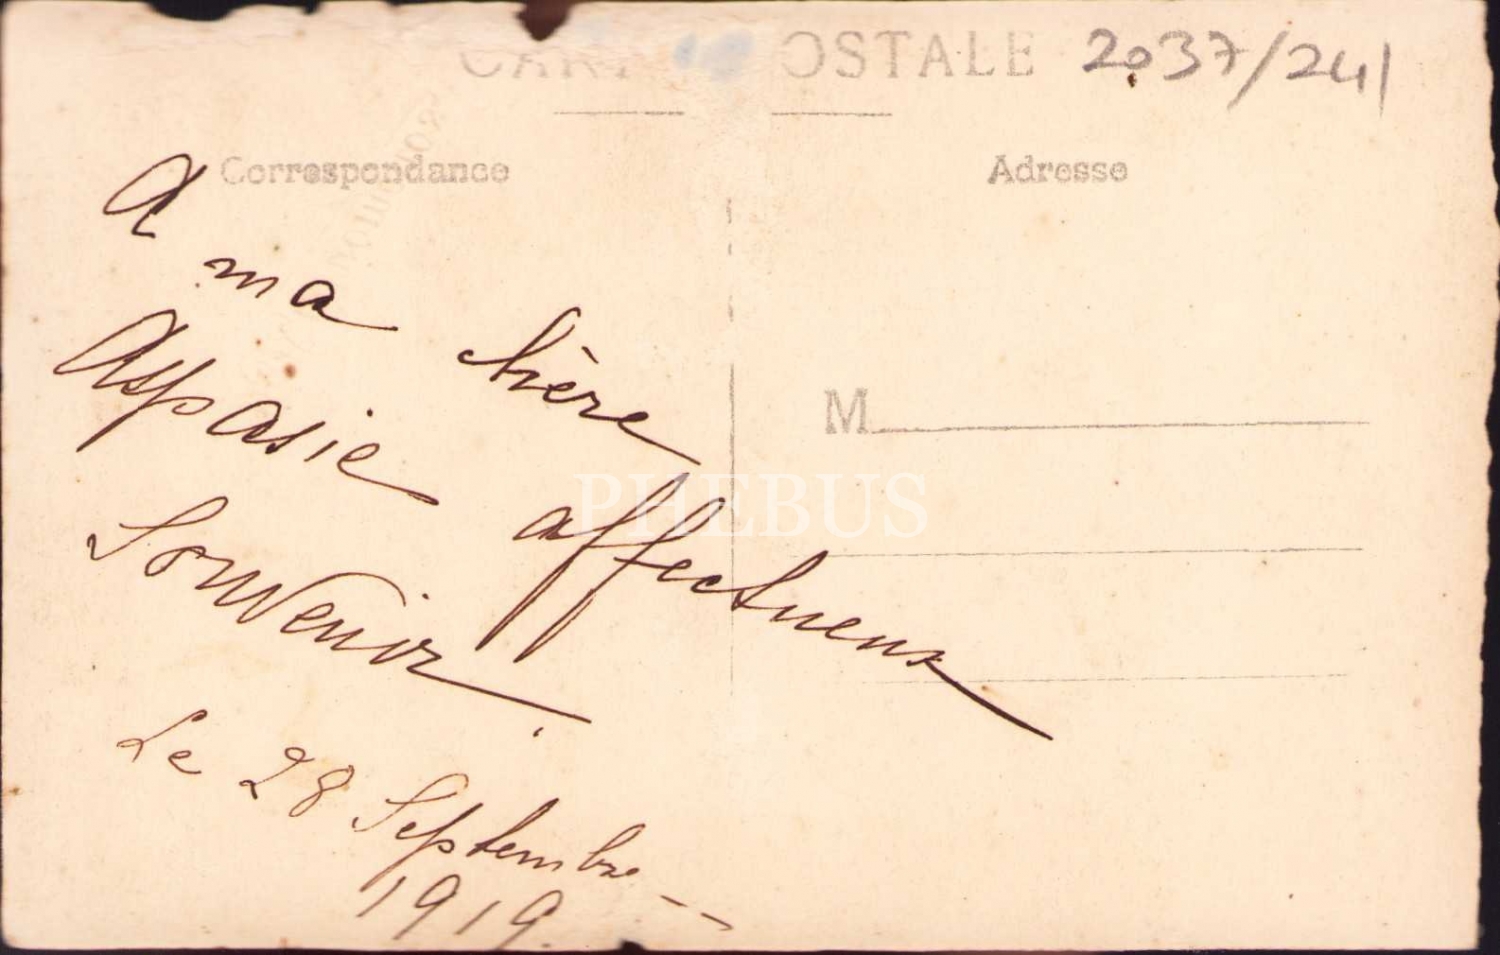 CARTE POSTALE 2037/241
Correspondance
Adresse
A
ma chère
Aspasie affectueux
Souvenir.
Le 28 Septembre
1919.
M
PHEBUS